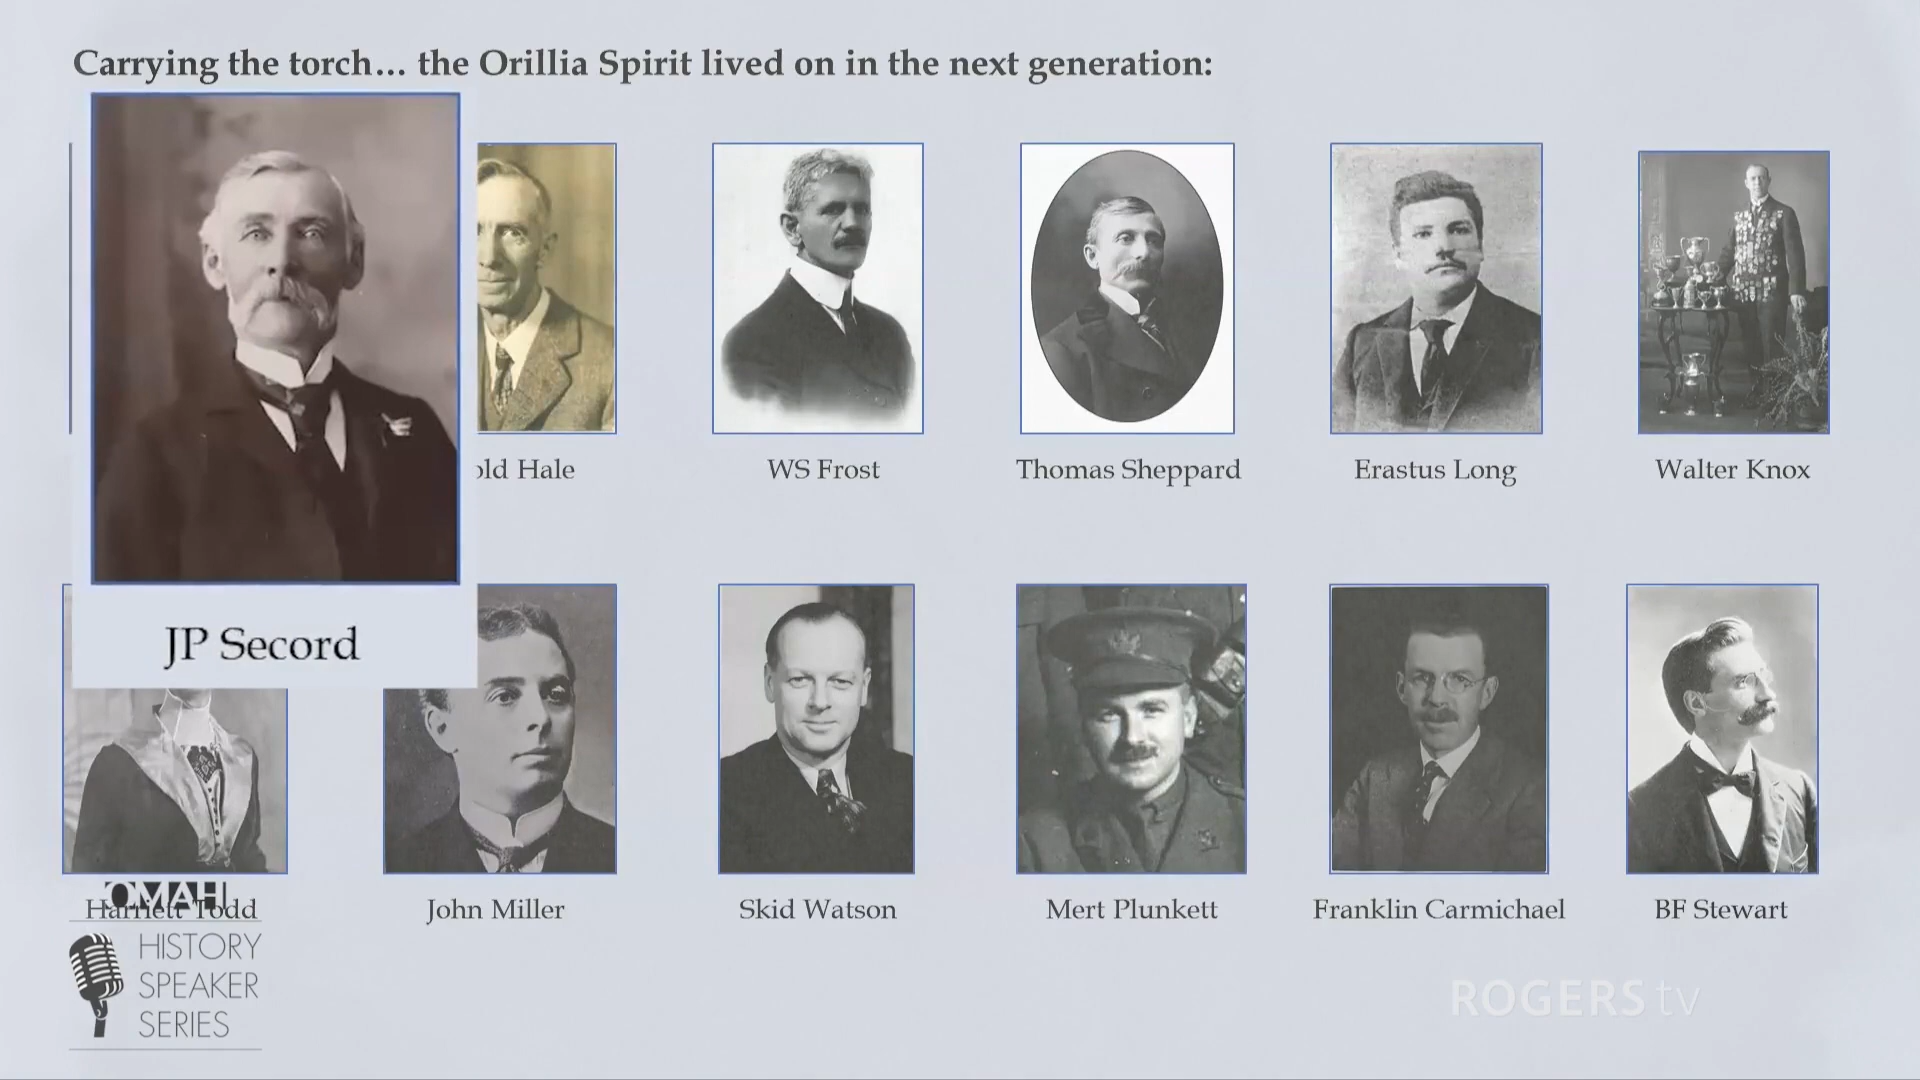 Carrying the torch… the Orillia Spirit lived on in the next generation:
JP Secord
old Hale
WS Frost
Thomas Sheppard
Erastus Long
Walter Knox
Harriett Todd
John Miller
Skid Watson
Mert Plunkett
Franklin Carmichael
BF Stewart
OMAH
HISTORY
SPEAKER
SERIES
ROGERS tv